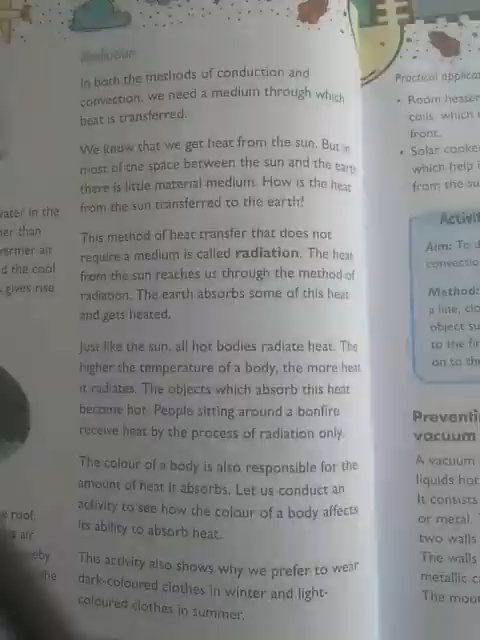 Radiation
In both the methods of conduction and
convection, we need a medium through which
heat is transferred.
We know that we get heat from the sun. But in
most of the space between the sun and the earth
there is little material medium. How is the heat
from the sun transferred to the earth?
This method of heat transfer that does not
require a medium is called radiation. The heat
from the sun reaches us through the method of
radiation. The earth absorbs some of this heat
and gets heated.
Just like the sun, all hot bodies radiate heat. The
higher the temperature of a body, the more heat
it radiates. The objects which absorb this heat
become hot. People sitting around a bonfire
receive heat by the process of radiation only.
The colour of a body is also responsible for the
amount of heat it absorbs. Let us conduct an
activity to see how the colour of a body affects
its ability to absorb heat.
This activity also shows why we prefer to wear
dark-coloured clothes in winter and light-
coloured clothes in summer.
water in the
than
warmer air
d the cool
gives rise
roof.
air
he
Practical applicat
• Room heater
coils which
front.
• Solar cooke
which help
from the su
Activit
Aim: To d
convectio
Method:
a line, clo
object su
to the fir
on to the
Preventi
vacuum
A vacuum
liquids hot
It consists
or metal.
two walls
The walls
metallic c
The mou